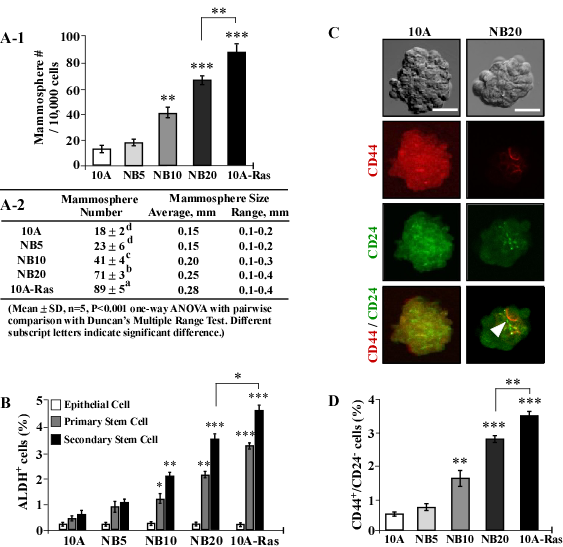 A-1
Mammosphere #
/ 10,000 cells
100
80
60
40
20
0
**
***
***
**
10A NB5 NB10 NB20 10A-Ras
A-2
Mammosphere Number
Mammosphere Size
Average, mm Range, mm
10A 18 ± 2d 0.15 0.1-0.2
NB5 23 ± 6d 0.15 0.1-0.2
NB10 41 ± 4c 0.20 0.1-0.3
NB20 71 ± 3b 0.25 0.1-0.4
10A-Ras 89 ± 5a 0.28 0.1-0.4
(Mean ± SD, n=5, P<0.001 one-way ANOVA with pairwise
comparison with Duncan's Multiple Range Test. Different
subscript letters indicate significant difference.)
B
ALDH+ cells (%)
5
4
3
2
1
0
Epithelial Cell
Primary Stem Cell
Secondary Stem Cell
*
***
***
***
**
**
*
10A NB5 NB10 NB20 10A-Ras
C
10A NB20
CD44
CD24
CD44 / CD24
D
CD44+/CD24- cells (%)
4
3
2
1
0
**
***
***
**
10A NB5 NB10 NB20 10A-Ras